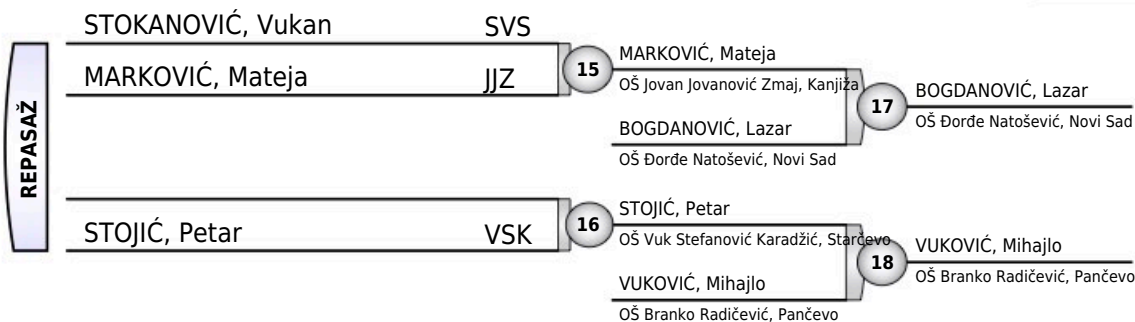 REPASAŽ
STOKANOVIĆ, Vukan SVS
MARKOVIĆ, Mateja JJZ
15
MARKOVIĆ, Mateja
OŠ Jovan Jovanović Zmaj, Kanjiža
BOGDANOVIĆ, Lazar
OŠ Đorđe Natošević, Novi Sad
17
BOGDANOVIĆ, Lazar
OŠ Đorđe Natošević, Novi Sad
STOJIĆ, Petar VSK
16
STOJIĆ, Petar
OŠ Vuk Stefanović Karadžić, Starčevo
VUKOVIĆ, Mihajlo
OŠ Branko Radičević, Pančevo
18
VUKOVIĆ, Mihajlo
OŠ Branko Radičević, Pančevo